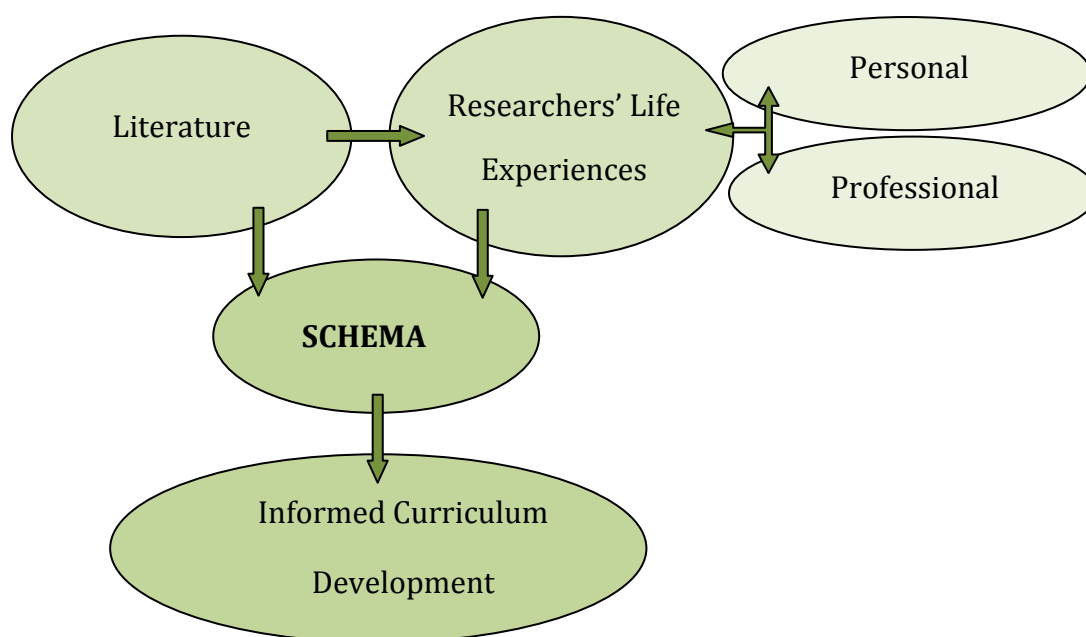 Literature
Researchers’ Life
Experiences
Personal
Professional
SCHEMA
Informed Curriculum
Development